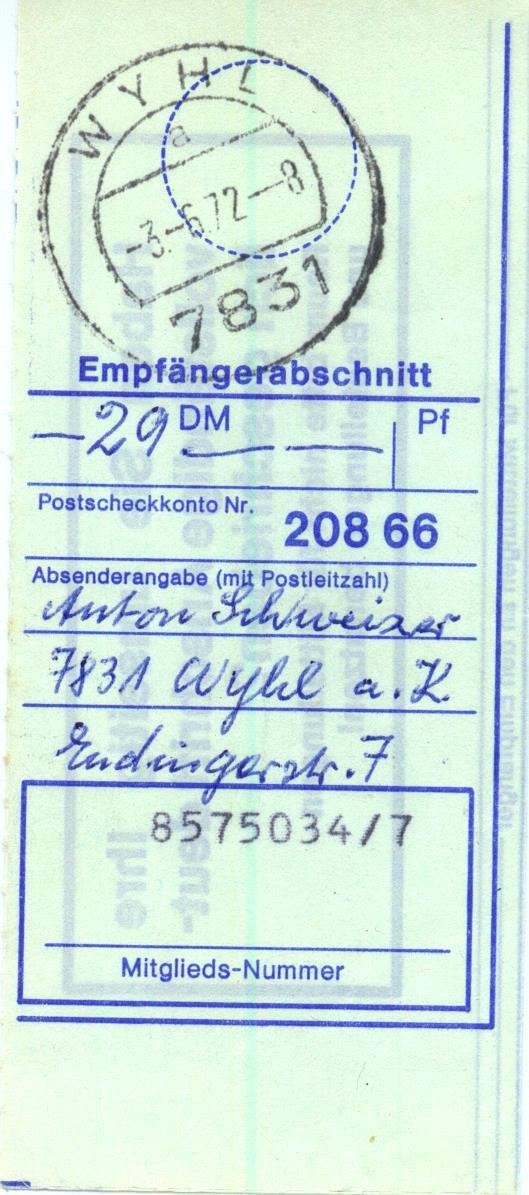 WYHL
a
-3.-6.72-8
7831
Empfängerabschnitt
—29 DM — — Pf
Postscheckkonto Nr.
208 66
Absenderangabe (mit Postleitzahl)
Anton Schweizer
7831 Wyhl a. K.
Endingerstr. 7
8575034/7
Mitglieds-Nummer